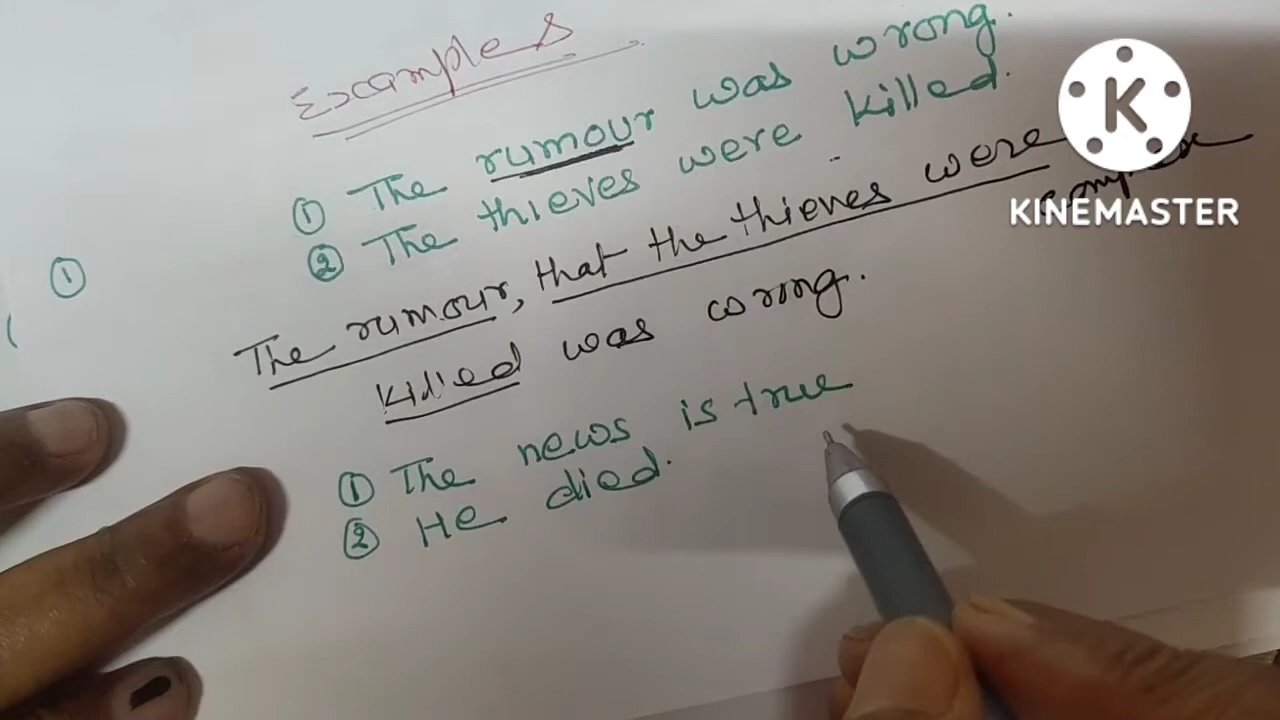 Examples
① The rumour was wrong.
② The thieves were killed.
①
The rumour, that the thieves were
killed was wrong.
① The news is true
② He died.
K
KINEMASTER